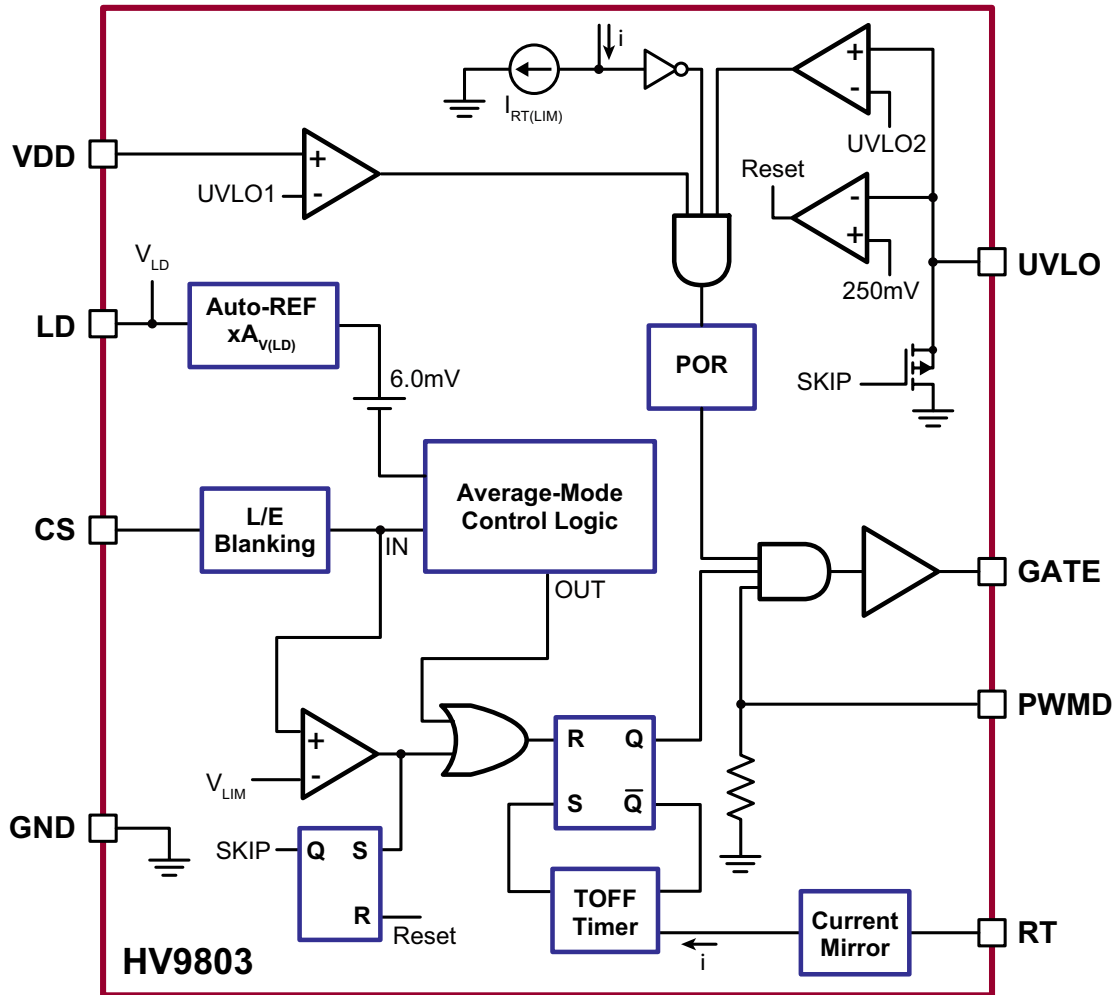 i
I_RT(LIM)
+
-
UVLO2
VDD
+
-
UVLO1
Reset
-
+
250mV
UVLO
V_LD
LD
Auto-REF
xA_V(LD)
6.0mV
POR
SKIP
CS
L/E
Blanking
IN
Average-Mode
Control Logic
OUT
GATE
PWMD
+
-
V_LIM
R Q
S Q̅
GND
SKIP
Q S
R
Reset
TOFF
Timer
i
Current
Mirror
RT
HV9803